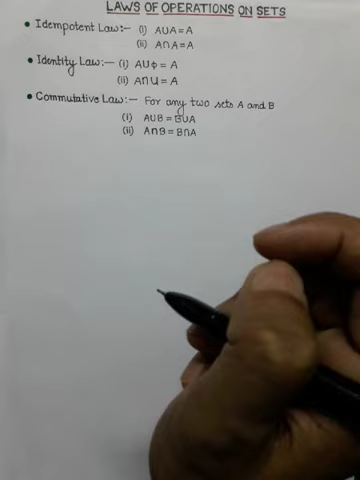 LAWS OF OPERATIONS ON SETS
• Idempotent Law:— (i) A∪A = A
(ii) A∩A = A
• Identity Law:— (i) A∪ϕ = A
(ii) A∩U = A
• Commutative Law:— For any two sets A and B
(i) A∪B = B∪A
(ii) A∩B = B∩A